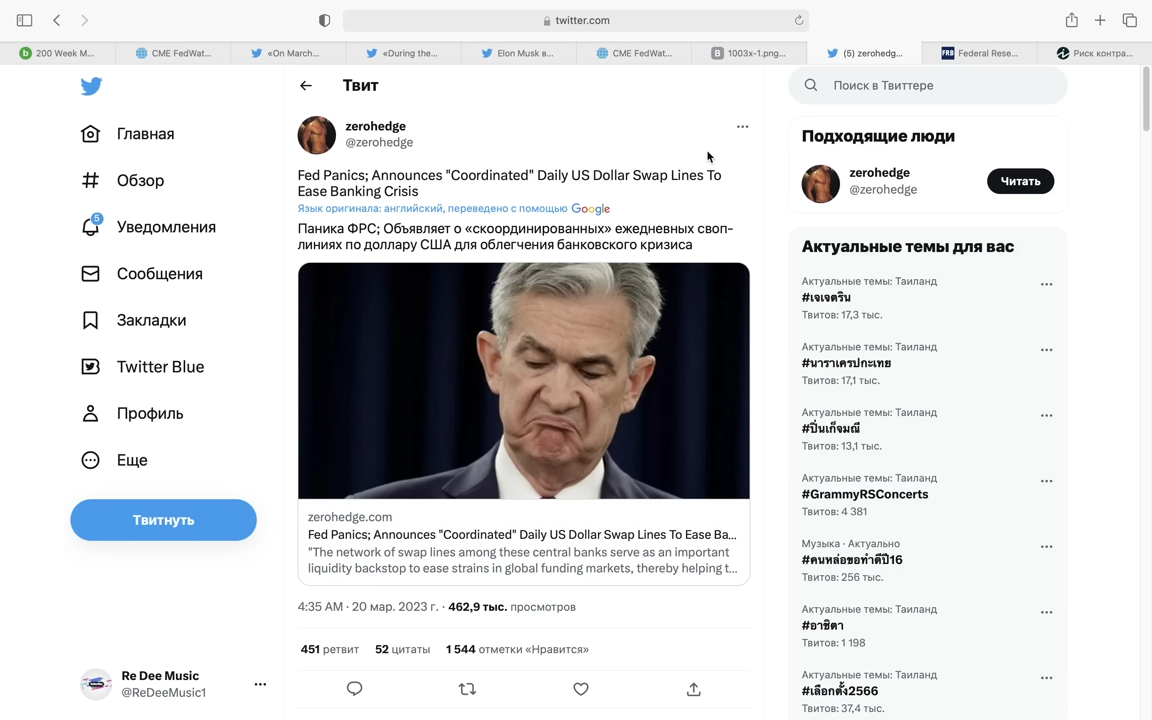 twitter.com
200 Week M...
CME FedWat...
«On March...
«During the...
Elon Musk в...
CME FedWat...
1003x-1.png...
(5) zerohedg...
FRB
Federal Rese...
Риск контра...
Главная
Обзор
5
Уведомления
Сообщения
Закладки
Twitter Blue
Профиль
Еще
Твитнуть
Re Dee Music
@ReDeeMusic1
Твит
zerohedge
@zerohedge
Fed Panics; Announces "Coordinated" Daily US Dollar Swap Lines To
Ease Banking Crisis
Язык оригинала: английский, переведено с помощью Google
Паника ФРС; Объявляет о «скоординированных» ежедневных своп-
линиях по доллару США для облегчения банковского кризиса
zerohedge.com
Fed Panics; Announces "Coordinated" Daily US Dollar Swap Lines To Ease Ba...
"The network of swap lines among these central banks serve as an important
liquidity backstop to ease strains in global funding markets, thereby helping t...
4:35 AM · 20 мар. 2023 г. · 462,9 тыс. просмотров
451 ретвит 52 цитаты 1 544 отметки «Нравится»
Поиск в Твиттере
Подходящие люди
zerohedge
@zerohedge
Читать
Актуальные темы для вас
Актуальные темы: Таиланд
#เจเจตริน
Твитов: 17,3 тыс.
Актуальные темы: Таиланд
#นาราเครปกะเทย
Твитов: 17,1 тыс.
Актуальные темы: Таиланд
#ปิ่นเก็จมณี
Твитов: 13,1 тыс.
Актуальные темы: Таиланд
#GrammyRSConcerts
Твитов: 4 381
Музыка · Актуально
#คนหล่อขอทำดีปี16
Твитов: 256 тыс.
Актуальные темы: Таиланд
#อาชิตา
Твитов: 1 198
Актуальные темы: Таиланд
#เลือกตั้ง2566
Твитов: 37,4 тыс.